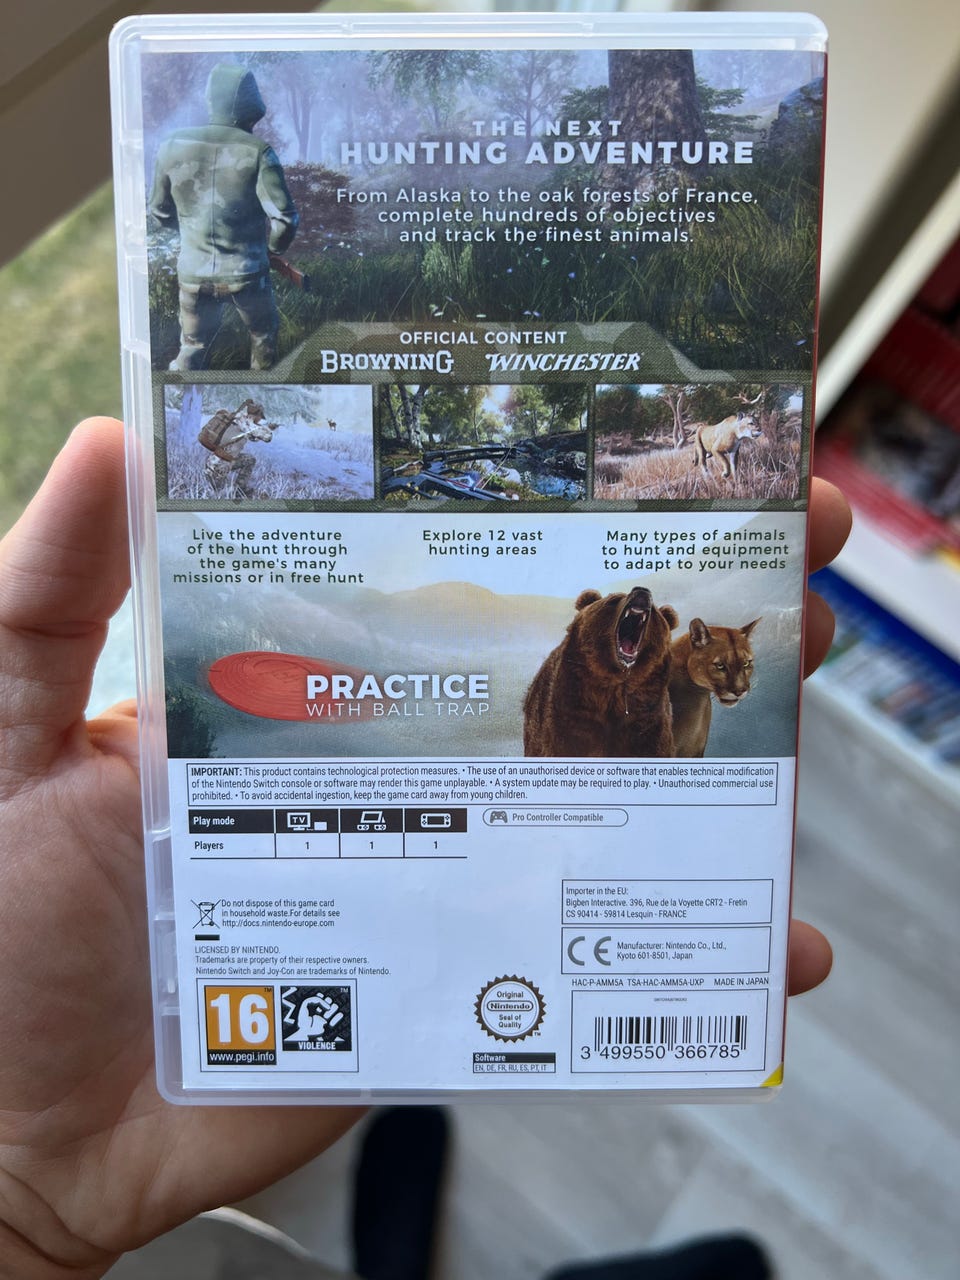 THE NEXT
HUNTING ADVENTURE
From Alaska to the oak forests of France,
complete hundreds of objectives
and track the finest animals.
OFFICIAL CONTENT
BROWNING WINCHESTER
Live the adventure
of the hunt through
the game's many
missions or in free hunt
Explore 12 vast
hunting areas
Many types of animals
to hunt and equipment
to adapt to your needs
PRACTICE
WITH BALL TRAP
IMPORTANT: This product contains technological protection measures. • The use of an unauthorised device or software that enables technical modification
of the Nintendo Switch console or software may render this game unplayable. • A system update may be required to play. • Unauthorised commercial use
prohibited. • To avoid accidental ingestion, keep the game card away from young children.
Play mode TV
Players 1 1 1
Pro Controller Compatible
Do not dispose of this game card
in household waste.For details see
http://docs.nintendo-europe.com
LICENSED BY NINTENDO.
Trademarks are property of their respective owners.
Nintendo Switch and Joy-Con are trademarks of Nintendo.
16
www.pegi.info
VIOLENCE
TM
TM
Original
Nintendo
Seal of
Quality
TM
Software
EN, DE, FR, RU, ES, PT, IT
Importer in the EU:
Bigben Interactive. 396, Rue de la Voyette CRT2 - Fretin
CS 90414 - 59814 Lesquin - FRANCE
CE
Manufacturer: Nintendo Co., Ltd.,
Kyoto 601-8501, Japan
HAC-P-AMM5A TSA-HAC-AMM5A-UXP MADE IN JAPAN
3 499550 366785